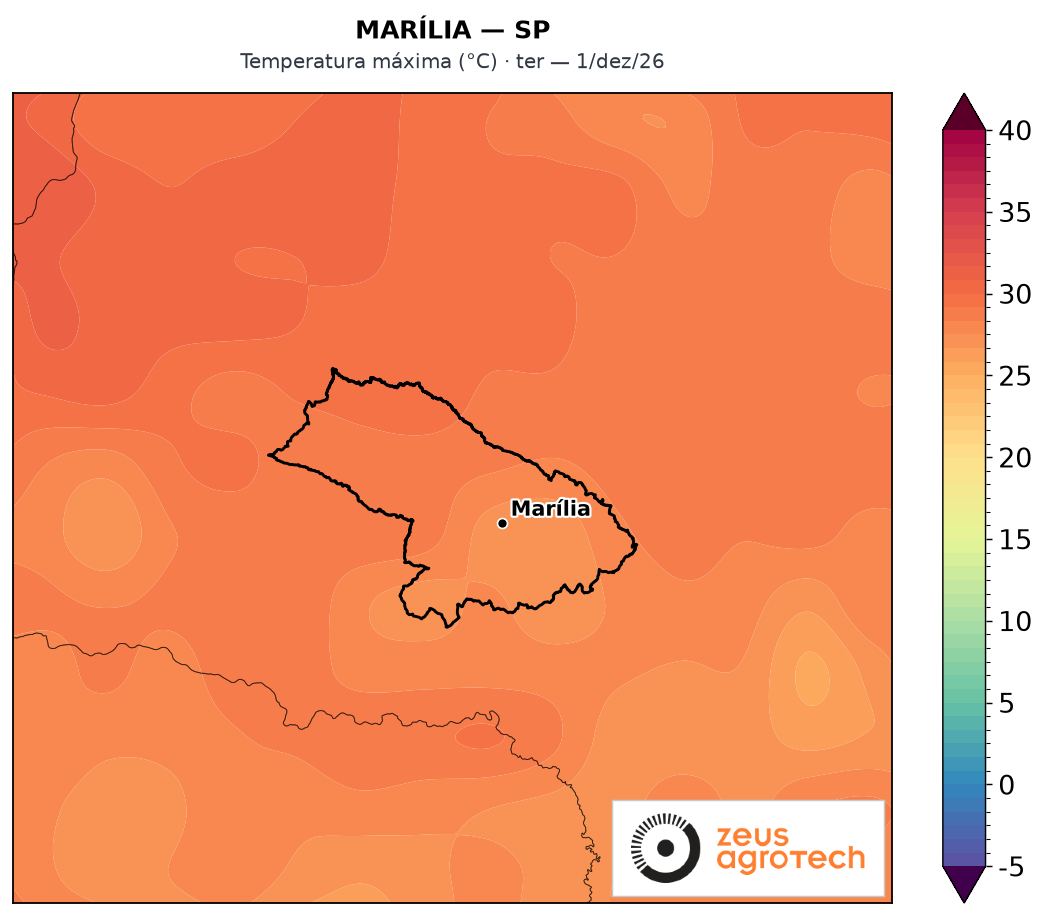 MARÍLIA — SP
Temperatura máxima (°C) · ter — 1/dez/26
40
35
30
25
20
15
10
5
0
-5
Marília
zeus
agrotech